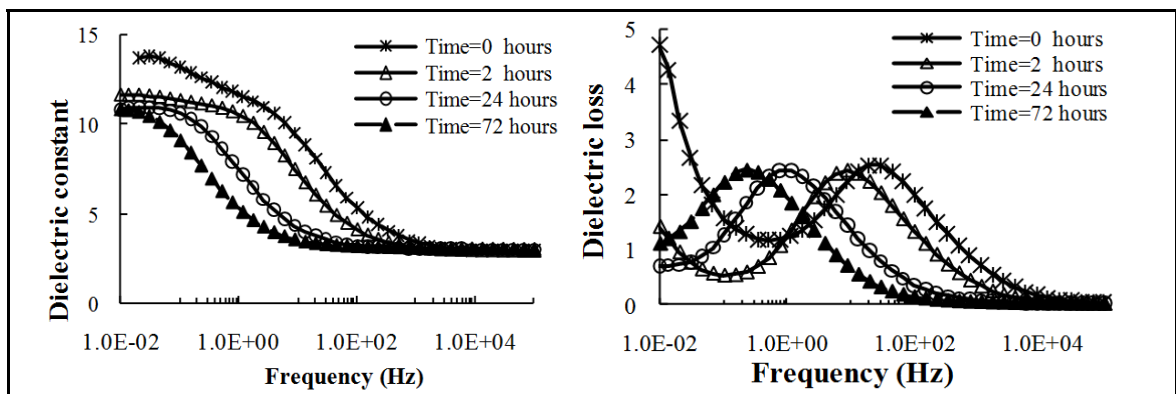 15
10
5
0
Dielectric constant
Time=0 hours
Time=2 hours
Time=24 hours
Time=72 hours
1.0E-02 1.0E+00 1.0E+02 1.0E+04
Frequency (Hz)
5
4
3
2
1
0
Dielectric loss
Time=0 hours
Time=2 hours
Time=24 hours
Time=72 hours
1.0E-02 1.0E+00 1.0E+02 1.0E+04
Frequency (Hz)